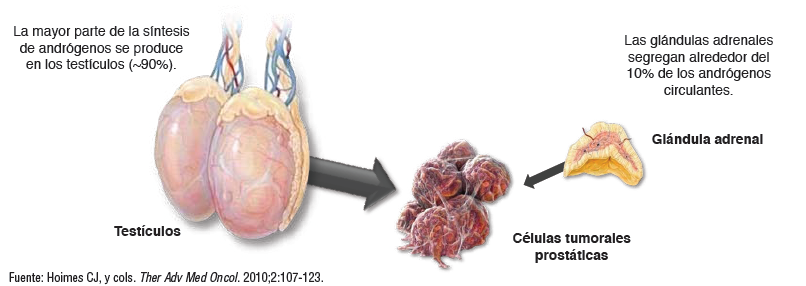 La mayor parte de la síntesis
de andrógenos se produce
en los testículos (~90%).
Las glándulas adrenales
segregan alrededor del
10% de los andrógenos
circulantes.
Glándula adrenal
Testículos
Células tumorales
prostáticas
Fuente: Hoimes CJ, y cols. Ther Adv Med Oncol. 2010;2:107-123.